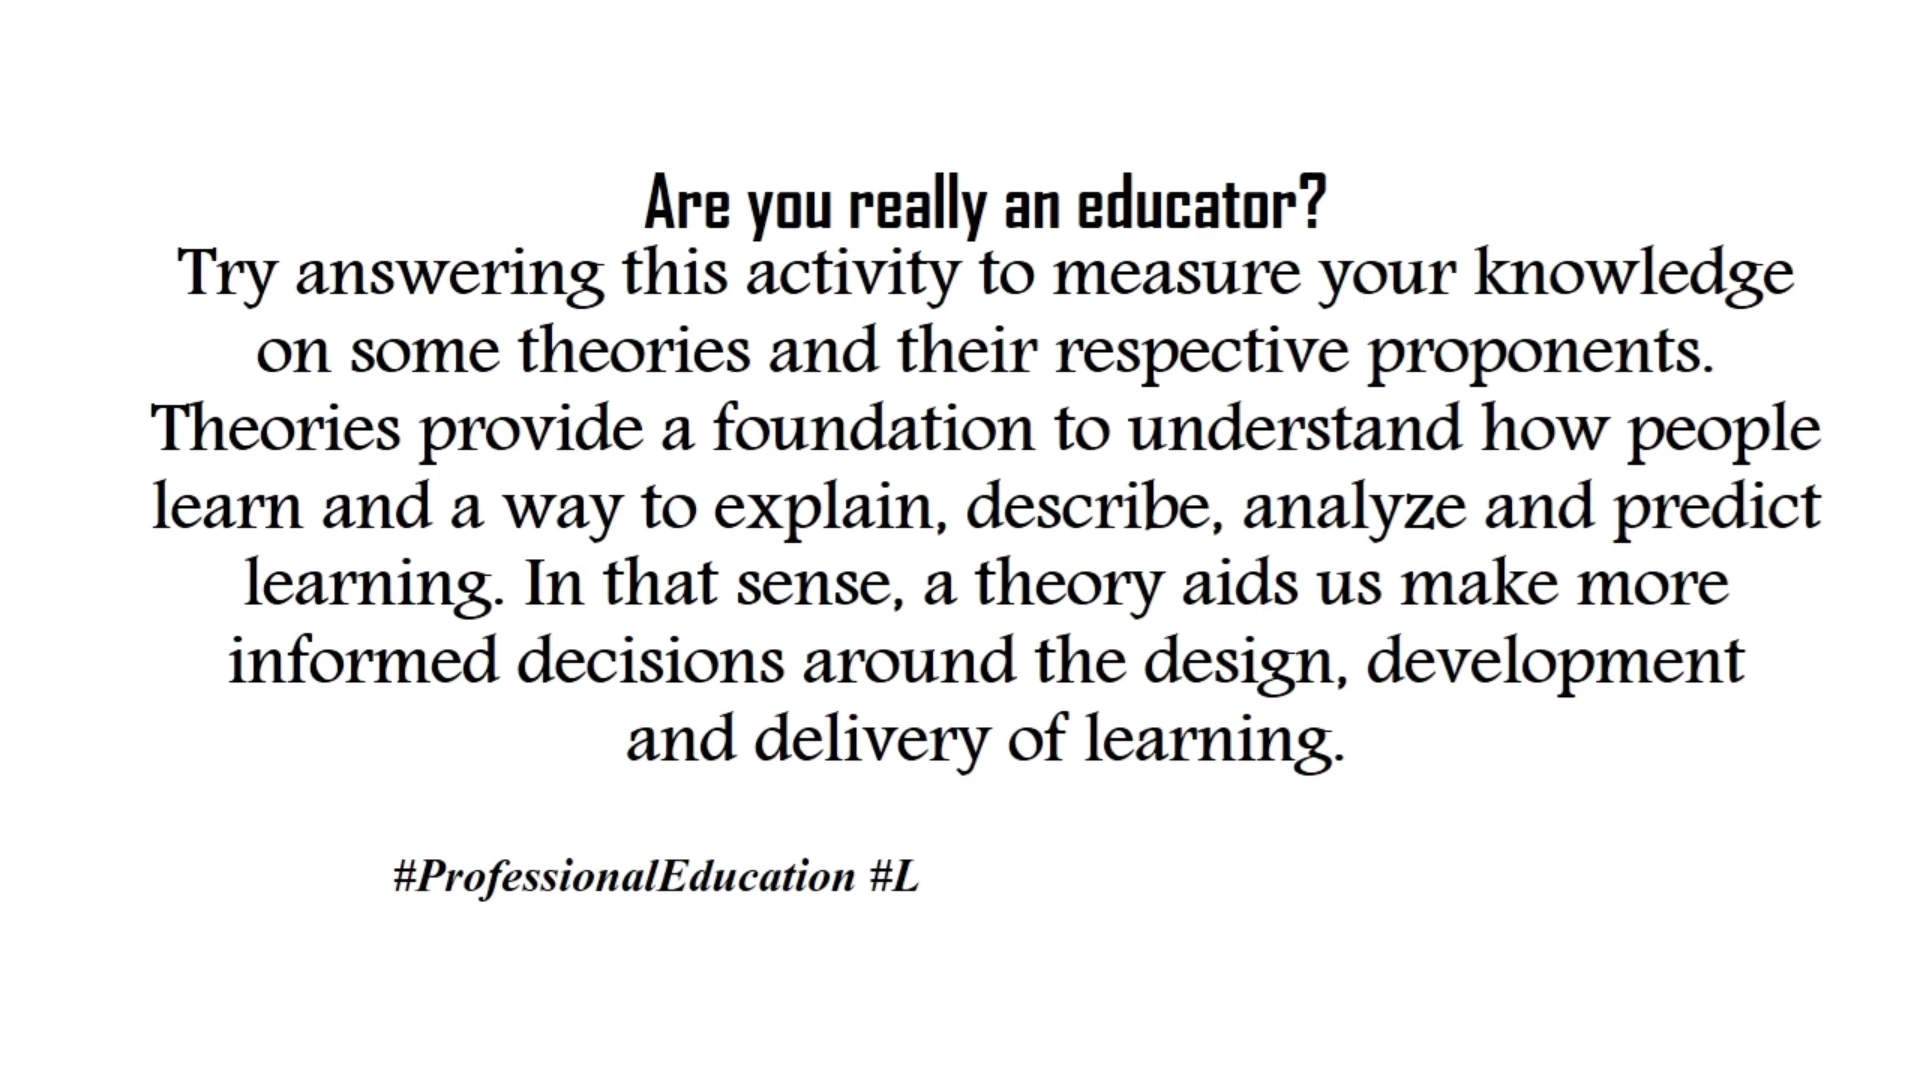 Are you really an educator?
Try answering this activity to measure your knowledge
on some theories and their respective proponents.
Theories provide a foundation to understand how people
learn and a way to explain, describe, analyze and predict
learning. In that sense, a theory aids us make more
informed decisions around the design, development
and delivery of learning.
#ProfessionalEducation #L